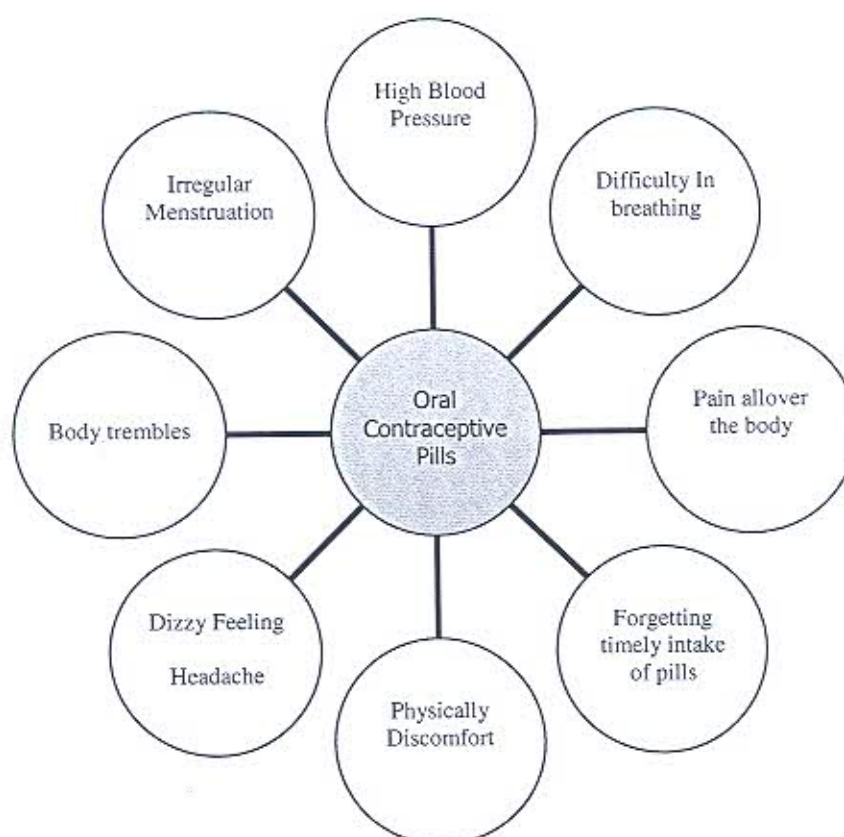 High Blood
Pressure
Difficulty In
breathing
Pain allover
the body
Forgetting
timely intake
of pills
Physically
Discomfort
Dizzy Feeling
Headache
Body trembles
Irregular
Menstruation
Oral
Contraceptive
Pills